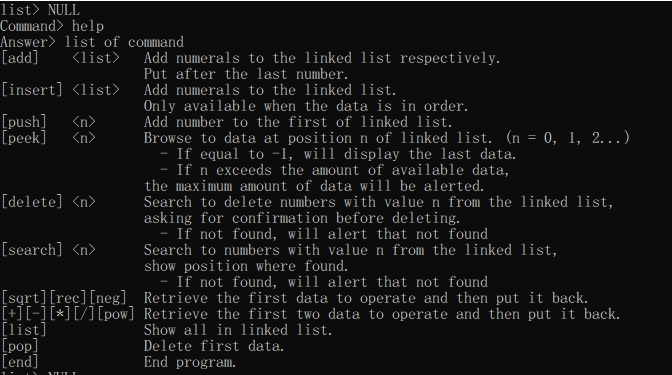 list> NULL
Command> help
Answer> list of command
[add]    <list>   Add numerals to the linked list respectively.
                  Put after the last number.
[insert] <list>   Add numerals to the linked list.
                  Only available when the data is in order.
[push]   <n>      Add number to the first of linked list.
[peek]   <n>      Browse to data at position n of linked list. (n = 0, 1, 2...)
                    - If equal to -1, will display the last data.
                    - If n exceeds the amount of available data,
                  the maximum amount of data will be alerted.
[delete] <n>      Search to delete numbers with value n from the linked list,
                  asking for confirmation before deleting.
                    - If not found, will alert that not found
[search] <n>      Search to numbers with value n from the linked list,
                  show position where found.
                    - If not found, will alert that not found
[sqrt][rec][neg]  Retrieve the first data to operate and then put it back.
[+][-][*][/][pow] Retrieve the first two data to operate and then put it back.
[list]            Show all in linked list.
[pop]             Delete first data.
[end]             End program.
list> NULL